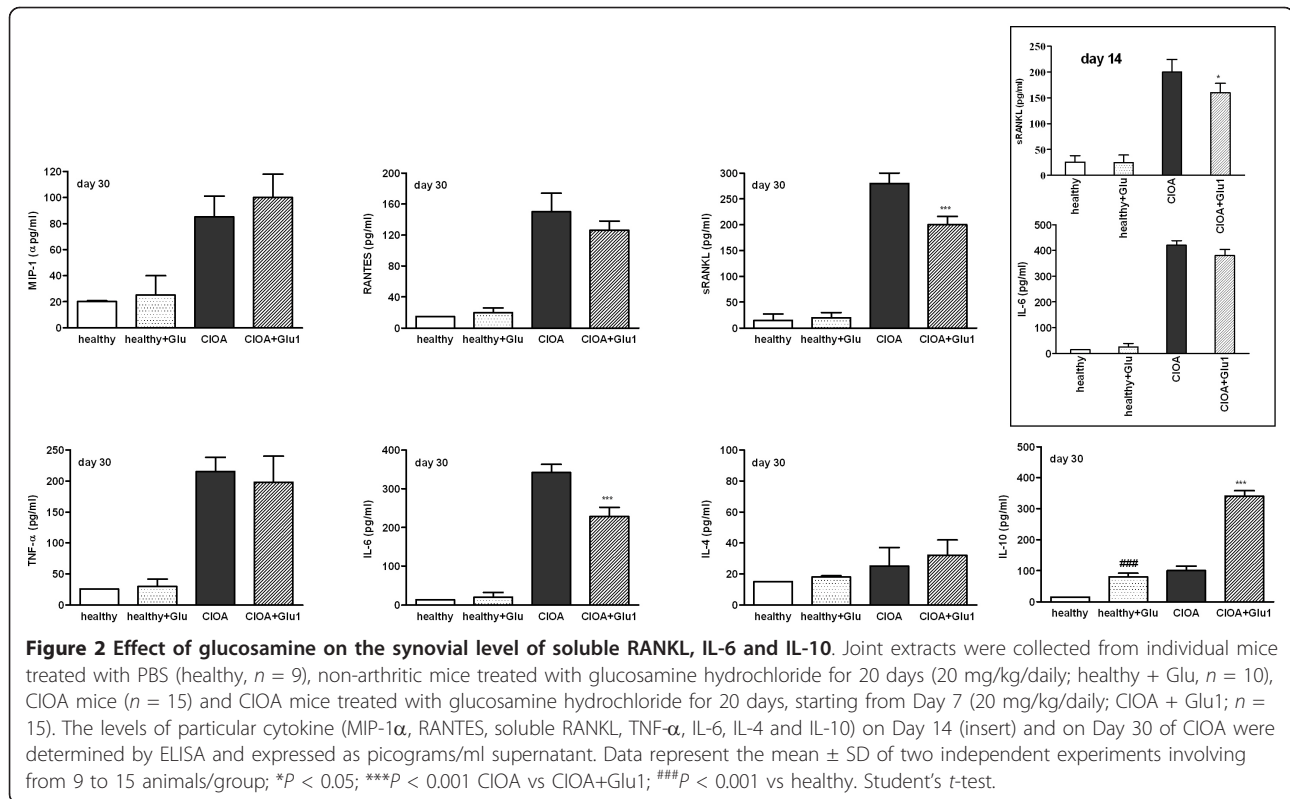 day 14
sRANKL (pg/ml)
250
200
150
100
50
0
*
healthy
healthy+Glu
CIOA
CIOA+Glu1
IL-6 (pg/ml)
500
400
300
200
100
0
healthy
healthy+Glu
CIOA
CIOA+Glu1
day 30
MIP-1 (αpg/ml)
120
100
80
60
40
20
0
healthy healthy+Glu CIOA CIOA+Glu1
day 30
RANTES (pg/ml)
200
160
120
80
40
0
healthy healthy+Glu CIOA CIOA+Glu1
day 30
sRANKL (pg/ml)
300
250
200
150
100
50
0
***
healthy healthy+Glu CIOA CIOA+Glu1
day 30
TNF-α (pg/ml)
250
200
150
100
50
0
healthy healthy+Glu CIOA CIOA+Glu1
day 30
IL-6 (pg/ml)
400
300
200
100
0
***
healthy healthy+Glu CIOA CIOA+Glu1
day 30
IL-4 (pg/ml)
100
80
60
40
20
0
healthy healthy+Glu CIOA CIOA+Glu1
day 30
IL-10 (pg/ml)
500
400
300
200
100
0
###
***
healthy healthy+Glu CIOA CIOA+Glu1
Figure 2 Effect of glucosamine on the synovial level of soluble RANKL, IL-6 and IL-10. Joint extracts were collected from individual mice
treated with PBS (healthy, n = 9), non-arthritic mice treated with glucosamine hydrochloride for 20 days (20 mg/kg/daily; healthy + Glu, n = 10),
CIOA mice (n = 15) and CIOA mice treated with glucosamine hydrochloride for 20 days, starting from Day 7 (20 mg/kg/daily; CIOA + Glu1; n =
15). The levels of particular cytokine (MIP-1α, RANTES, soluble RANKL, TNF-α, IL-6, IL-4 and IL-10) on Day 14 (insert) and on Day 30 of CIOA were
determined by ELISA and expressed as picograms/ml supernatant. Data represent the mean ± SD of two independent experiments involving
from 9 to 15 animals/group; *P < 0.05; ***P < 0.001 CIOA vs CIOA+Glu1; ###P < 0.001 vs healthy. Student's t-test.